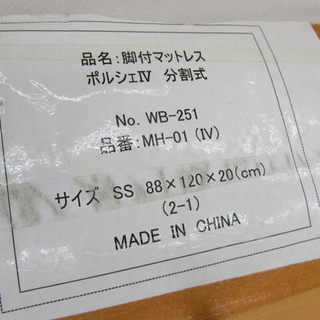 品名:脚付マットレス
ポルシェⅣ 分割式
No. WB-251
品番:MH-01 (Ⅳ)
サイズ SS 88×120×20(cm)
(2-1)
MADE IN CHINA